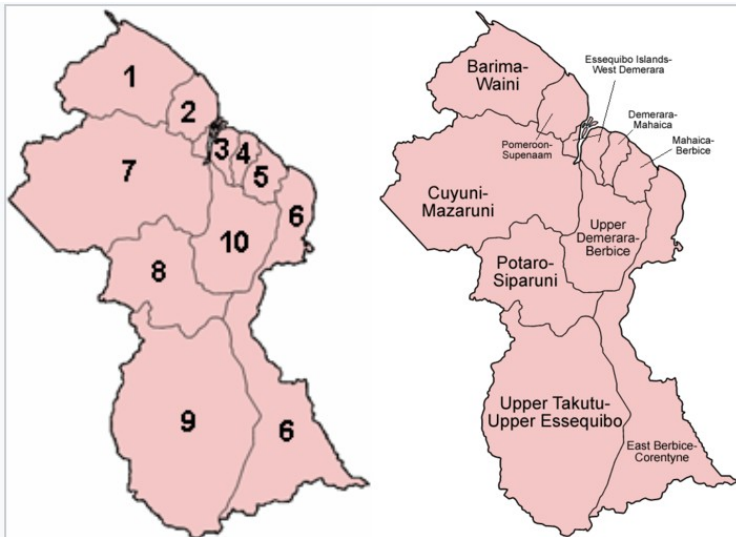 1
2
3
4
5
6
7
8
9
10
6
Barima-
Waini
Essequibo Islands-
West Demerara
Demerara-
Mahaica
Mahaica-
Berbice
Pomeroon-
Supenaam
Cuyuni-
Mazaruni
Upper
Demerara-
Berbice
Potaro-
Siparuni
Upper Takutu-
Upper Essequibo
East Berbice-
Corentyne